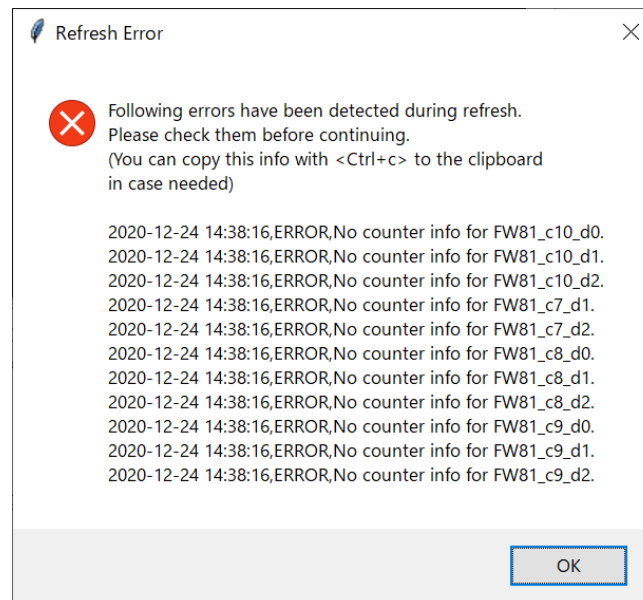 Refresh Error
Following errors have been detected during refresh.
Please check them before continuing.
(You can copy this info with <Ctrl+c> to the clipboard
in case needed)
2020-12-24 14:38:16,ERROR,No counter info for FW81_c10_d0.
2020-12-24 14:38:16,ERROR,No counter info for FW81_c10_d1.
2020-12-24 14:38:16,ERROR,No counter info for FW81_c10_d2.
2020-12-24 14:38:16,ERROR,No counter info for FW81_c7_d1.
2020-12-24 14:38:16,ERROR,No counter info for FW81_c7_d2.
2020-12-24 14:38:16,ERROR,No counter info for FW81_c8_d0.
2020-12-24 14:38:16,ERROR,No counter info for FW81_c8_d1.
2020-12-24 14:38:16,ERROR,No counter info for FW81_c8_d2.
2020-12-24 14:38:16,ERROR,No counter info for FW81_c9_d0.
2020-12-24 14:38:16,ERROR,No counter info for FW81_c9_d1.
2020-12-24 14:38:16,ERROR,No counter info for FW81_c9_d2.
OK